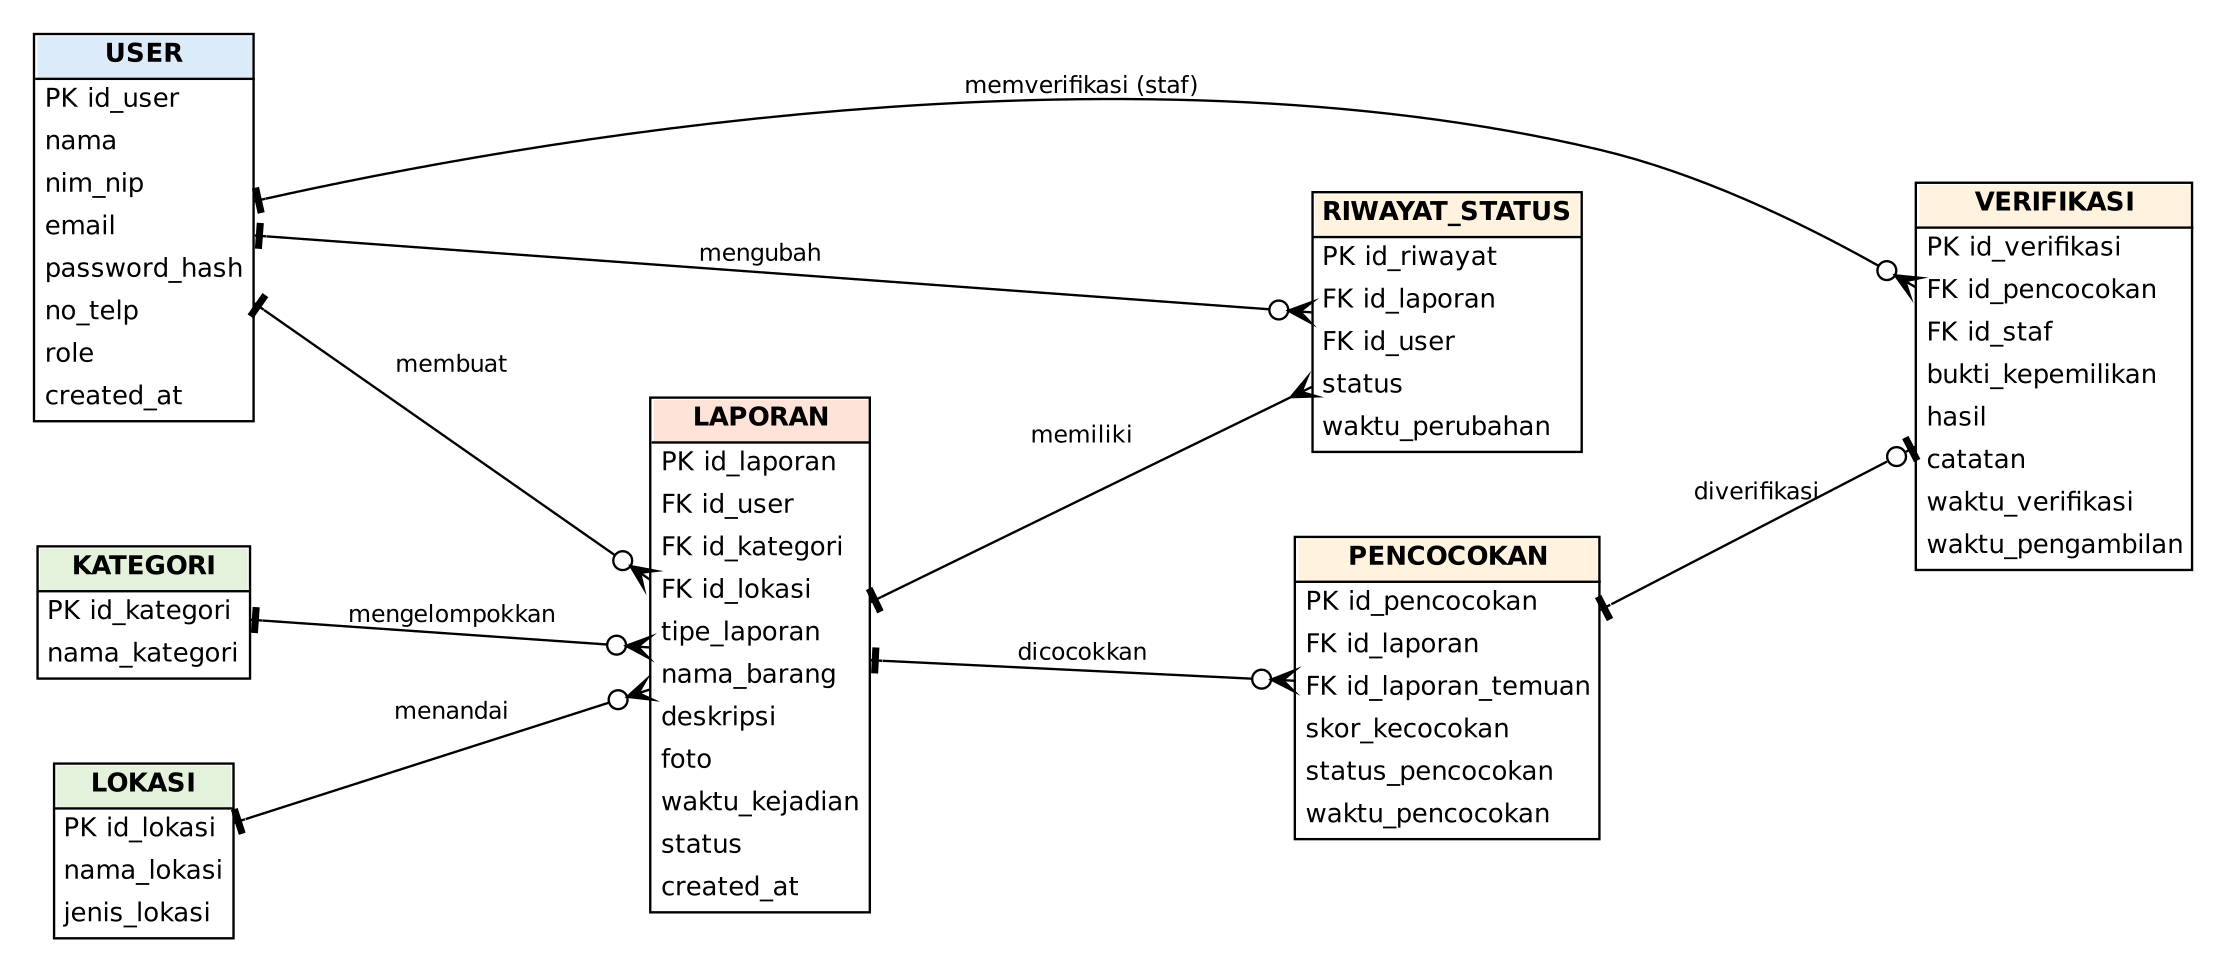 USER
PK id_user
nama
nim_nip
email
password_hash
no_telp
role
created_at
memverifikasi (staf)
mengubah
membuat
KATEGORI
PK id_kategori
nama_kategori
mengelompokkan
LOKASI
PK id_lokasi
nama_lokasi
jenis_lokasi
menandai
LAPORAN
PK id_laporan
FK id_user
FK id_kategori
FK id_lokasi
tipe_laporan
nama_barang
deskripsi
foto
waktu_kejadian
status
created_at
memiliki
dicocokkan
RIWAYAT_STATUS
PK id_riwayat
FK id_laporan
FK id_user
status
waktu_perubahan
PENCOCOKAN
PK id_pencocokan
FK id_laporan
FK id_laporan_temuan
skor_kecocokan
status_pencocokan
waktu_pencocokan
diverifikasi
VERIFIKASI
PK id_verifikasi
FK id_pencocokan
FK id_staf
bukti_kepemilikan
hasil
catatan
waktu_verifikasi
waktu_pengambilan